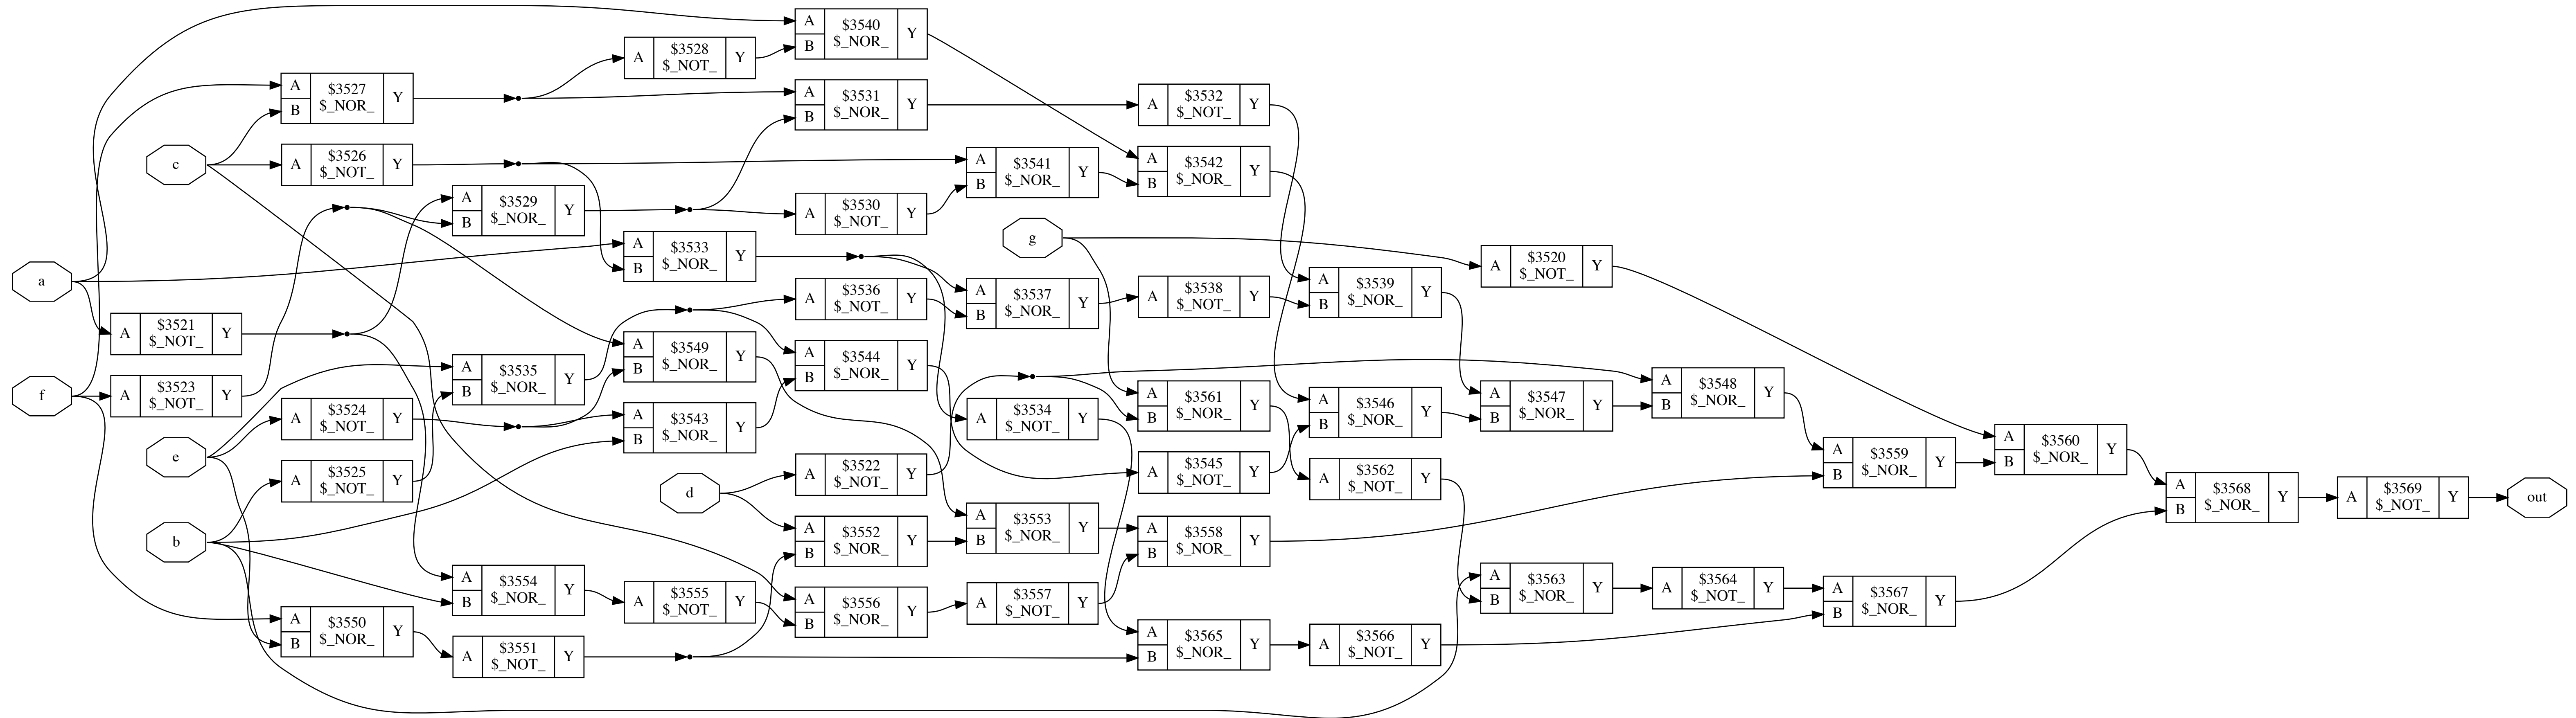 a
f
c
e
b
A $3521 $_NOT_ Y
A $3523 $_NOT_ Y
A B $3527 $_NOR_ Y
A $3526 $_NOT_ Y
A $3524 $_NOT_ Y
A $3525 $_NOT_ Y
A B $3550 $_NOR_ Y
A B $3529 $_NOR_ Y
A B $3535 $_NOR_ Y
A B $3554 $_NOR_ Y
A $3551 $_NOT_ Y
A $3528 $_NOT_ Y
A B $3533 $_NOR_ Y
A B $3549 $_NOR_ Y
A B $3543 $_NOR_ Y
d
A $3555 $_NOT_ Y
A B $3540 $_NOR_ Y
A B $3531 $_NOR_ Y
A $3530 $_NOT_ Y
A $3536 $_NOT_ Y
A B $3544 $_NOR_ Y
A $3522 $_NOT_ Y
A B $3552 $_NOR_ Y
A B $3556 $_NOR_ Y
A B $3541 $_NOR_ Y
g
A B $3537 $_NOR_ Y
A $3534 $_NOT_ Y
A B $3553 $_NOR_ Y
A $3557 $_NOT_ Y
A $3532 $_NOT_ Y
A B $3542 $_NOR_ Y
A $3538 $_NOT_ Y
A B $3561 $_NOR_ Y
A $3545 $_NOT_ Y
A B $3558 $_NOR_ Y
A B $3565 $_NOR_ Y
A B $3539 $_NOR_ Y
A B $3546 $_NOR_ Y
A $3562 $_NOT_ Y
A $3566 $_NOT_ Y
A $3520 $_NOT_ Y
A B $3547 $_NOR_ Y
A B $3563 $_NOR_ Y
A B $3548 $_NOR_ Y
A $3564 $_NOT_ Y
A B $3559 $_NOR_ Y
A B $3567 $_NOR_ Y
A B $3560 $_NOR_ Y
A B $3568 $_NOR_ Y
A $3569 $_NOT_ Y
out